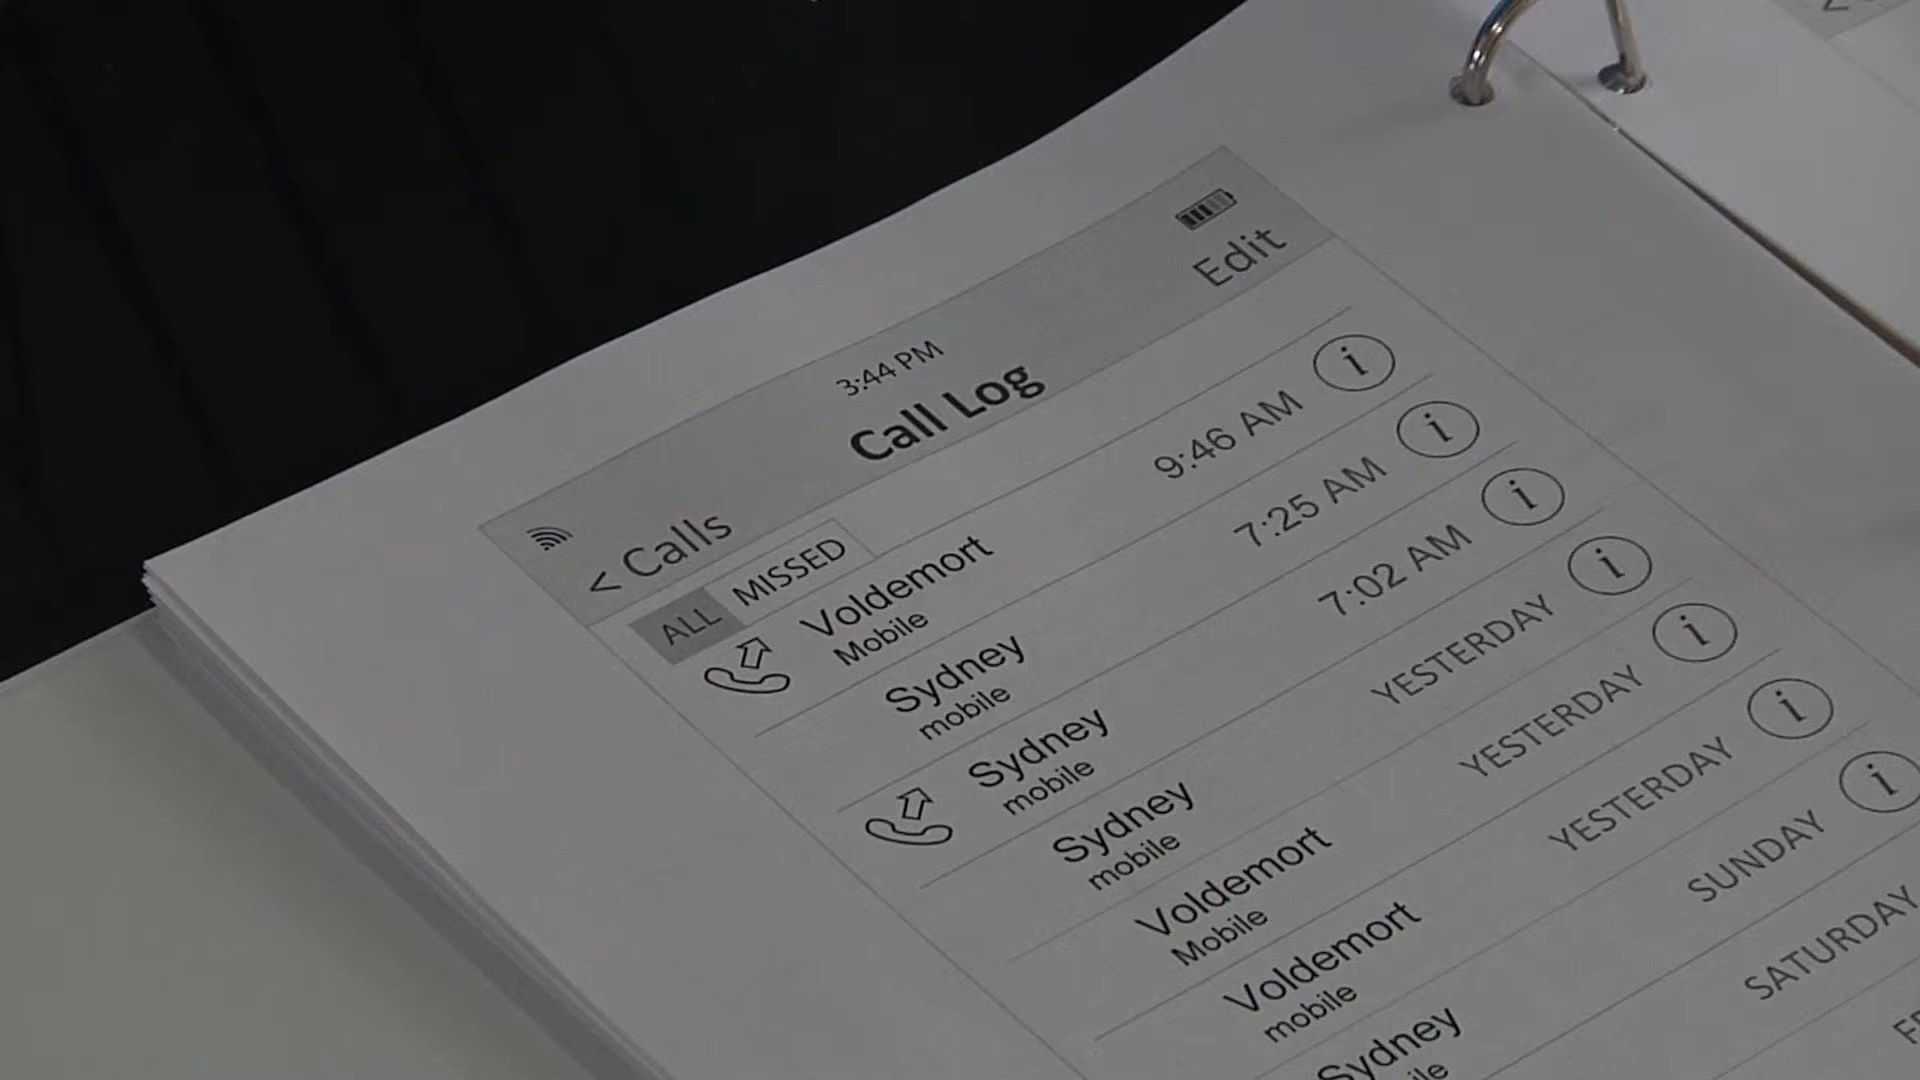 3:44 PM
< Calls
Call Log
Edit
ALL
MISSED
Voldemort
Mobile
9:46 AM
i
Sydney
mobile
7:25 AM
i
Sydney
mobile
7:02 AM
i
Sydney
mobile
YESTERDAY
i
Voldemort
Mobile
YESTERDAY
i
Voldemort
mobile
YESTERDAY
i
Sydney
SUNDAY
i
SATURDAY